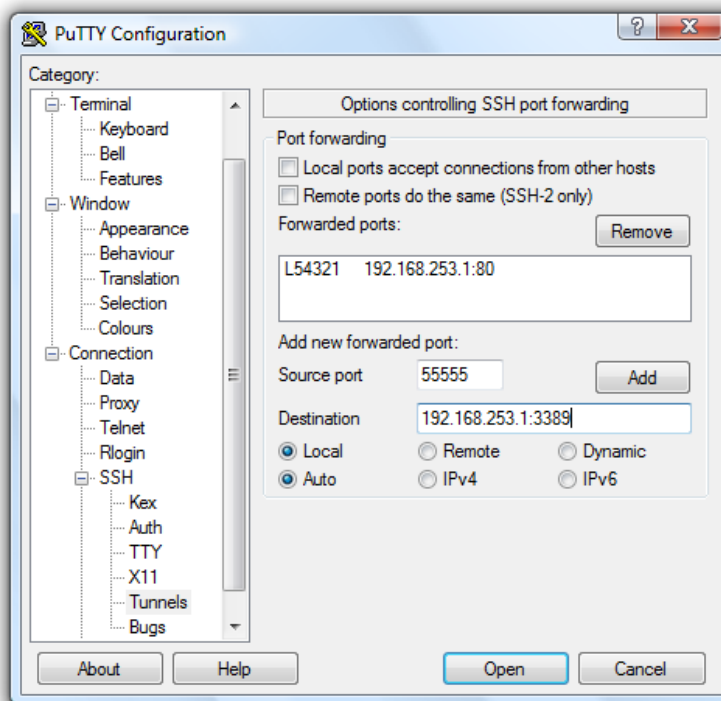 PuTTY Configuration
?
Category:
Terminal
Keyboard
Bell
Features
Window
Appearance
Behaviour
Translation
Selection
Colours
Connection
Data
Proxy
Telnet
Rlogin
SSH
Kex
Auth
TTY
X11
Tunnels
Bugs
Options controlling SSH port forwarding
Port forwarding
Local ports accept connections from other hosts
Remote ports do the same (SSH-2 only)
Forwarded ports:
Remove
L54321 192.168.253.1:80
Add new forwarded port:
Source port 55555 Add
Destination 192.168.253.1:3389
Local Remote Dynamic
Auto IPv4 IPv6
About Help Open Cancel